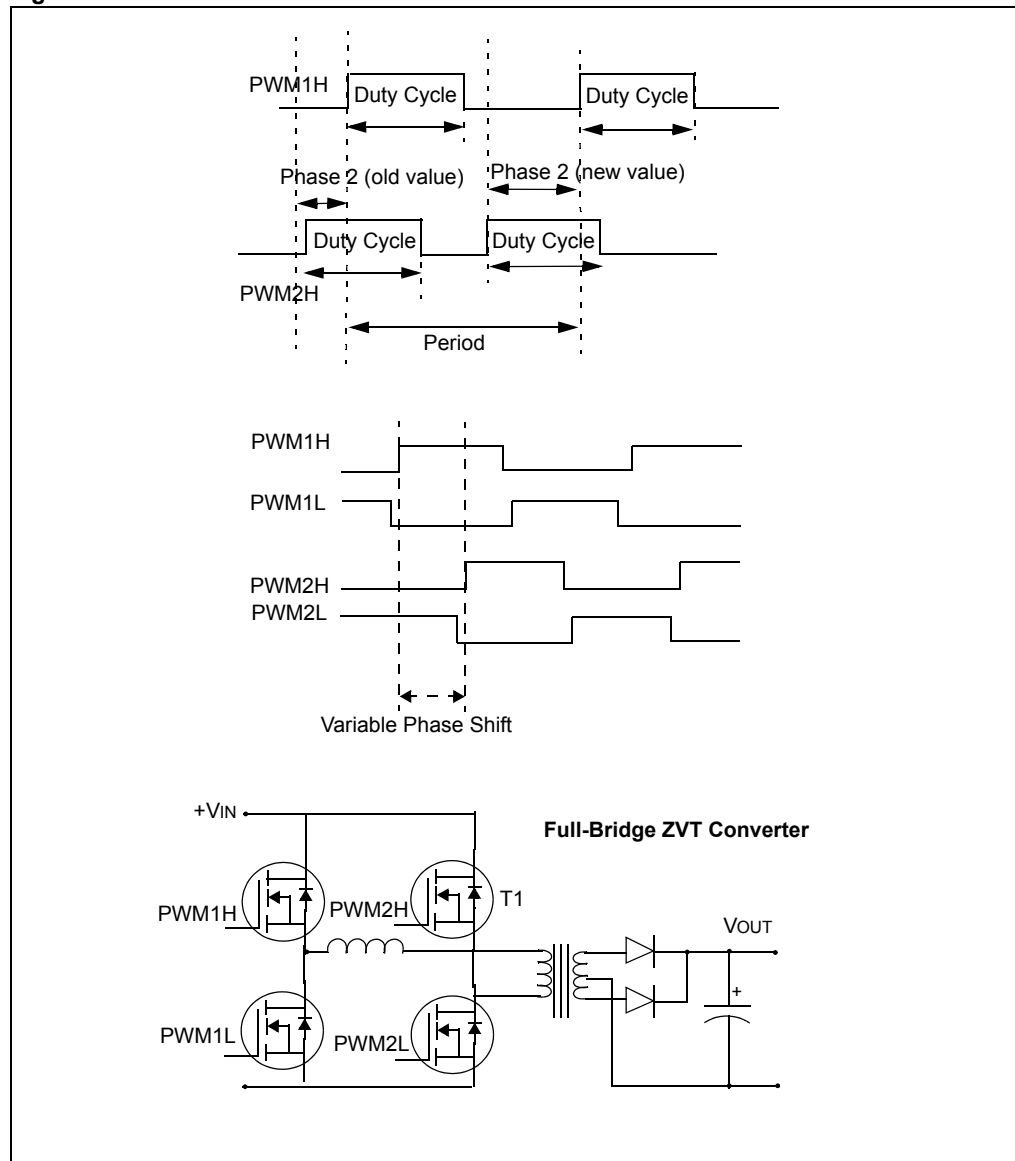 PWM1H
Duty Cycle
Duty Cycle
Phase 2 (old value)
Phase 2 (new value)
Duty Cycle
Duty Cycle
PWM2H
Period
PWM1H
PWM1L
PWM2H
PWM2L
Variable Phase Shift
+VIN
Full-Bridge ZVT Converter
T1
PWM1H
PWM2H
VOUT
+
PWM1L
PWM2L